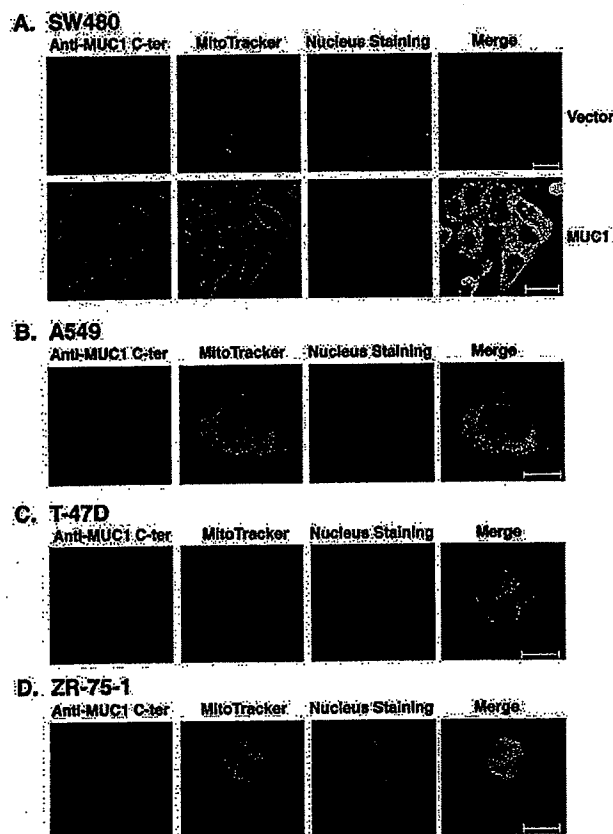 A. SW480
Anti-MUC1 C-ter MitoTracker Nucleus Staining Merge
Vector
MUC1
B. A549
Anti-MUC1 C-ter MitoTracker Nucleus Staining Merge
C. T-47D
Anti-MUC1 C-ter MitoTracker Nucleus Staining Merge
D. ZR-75-1
Anti-MUC1 C-ter MitoTracker Nucleus Staining Merge